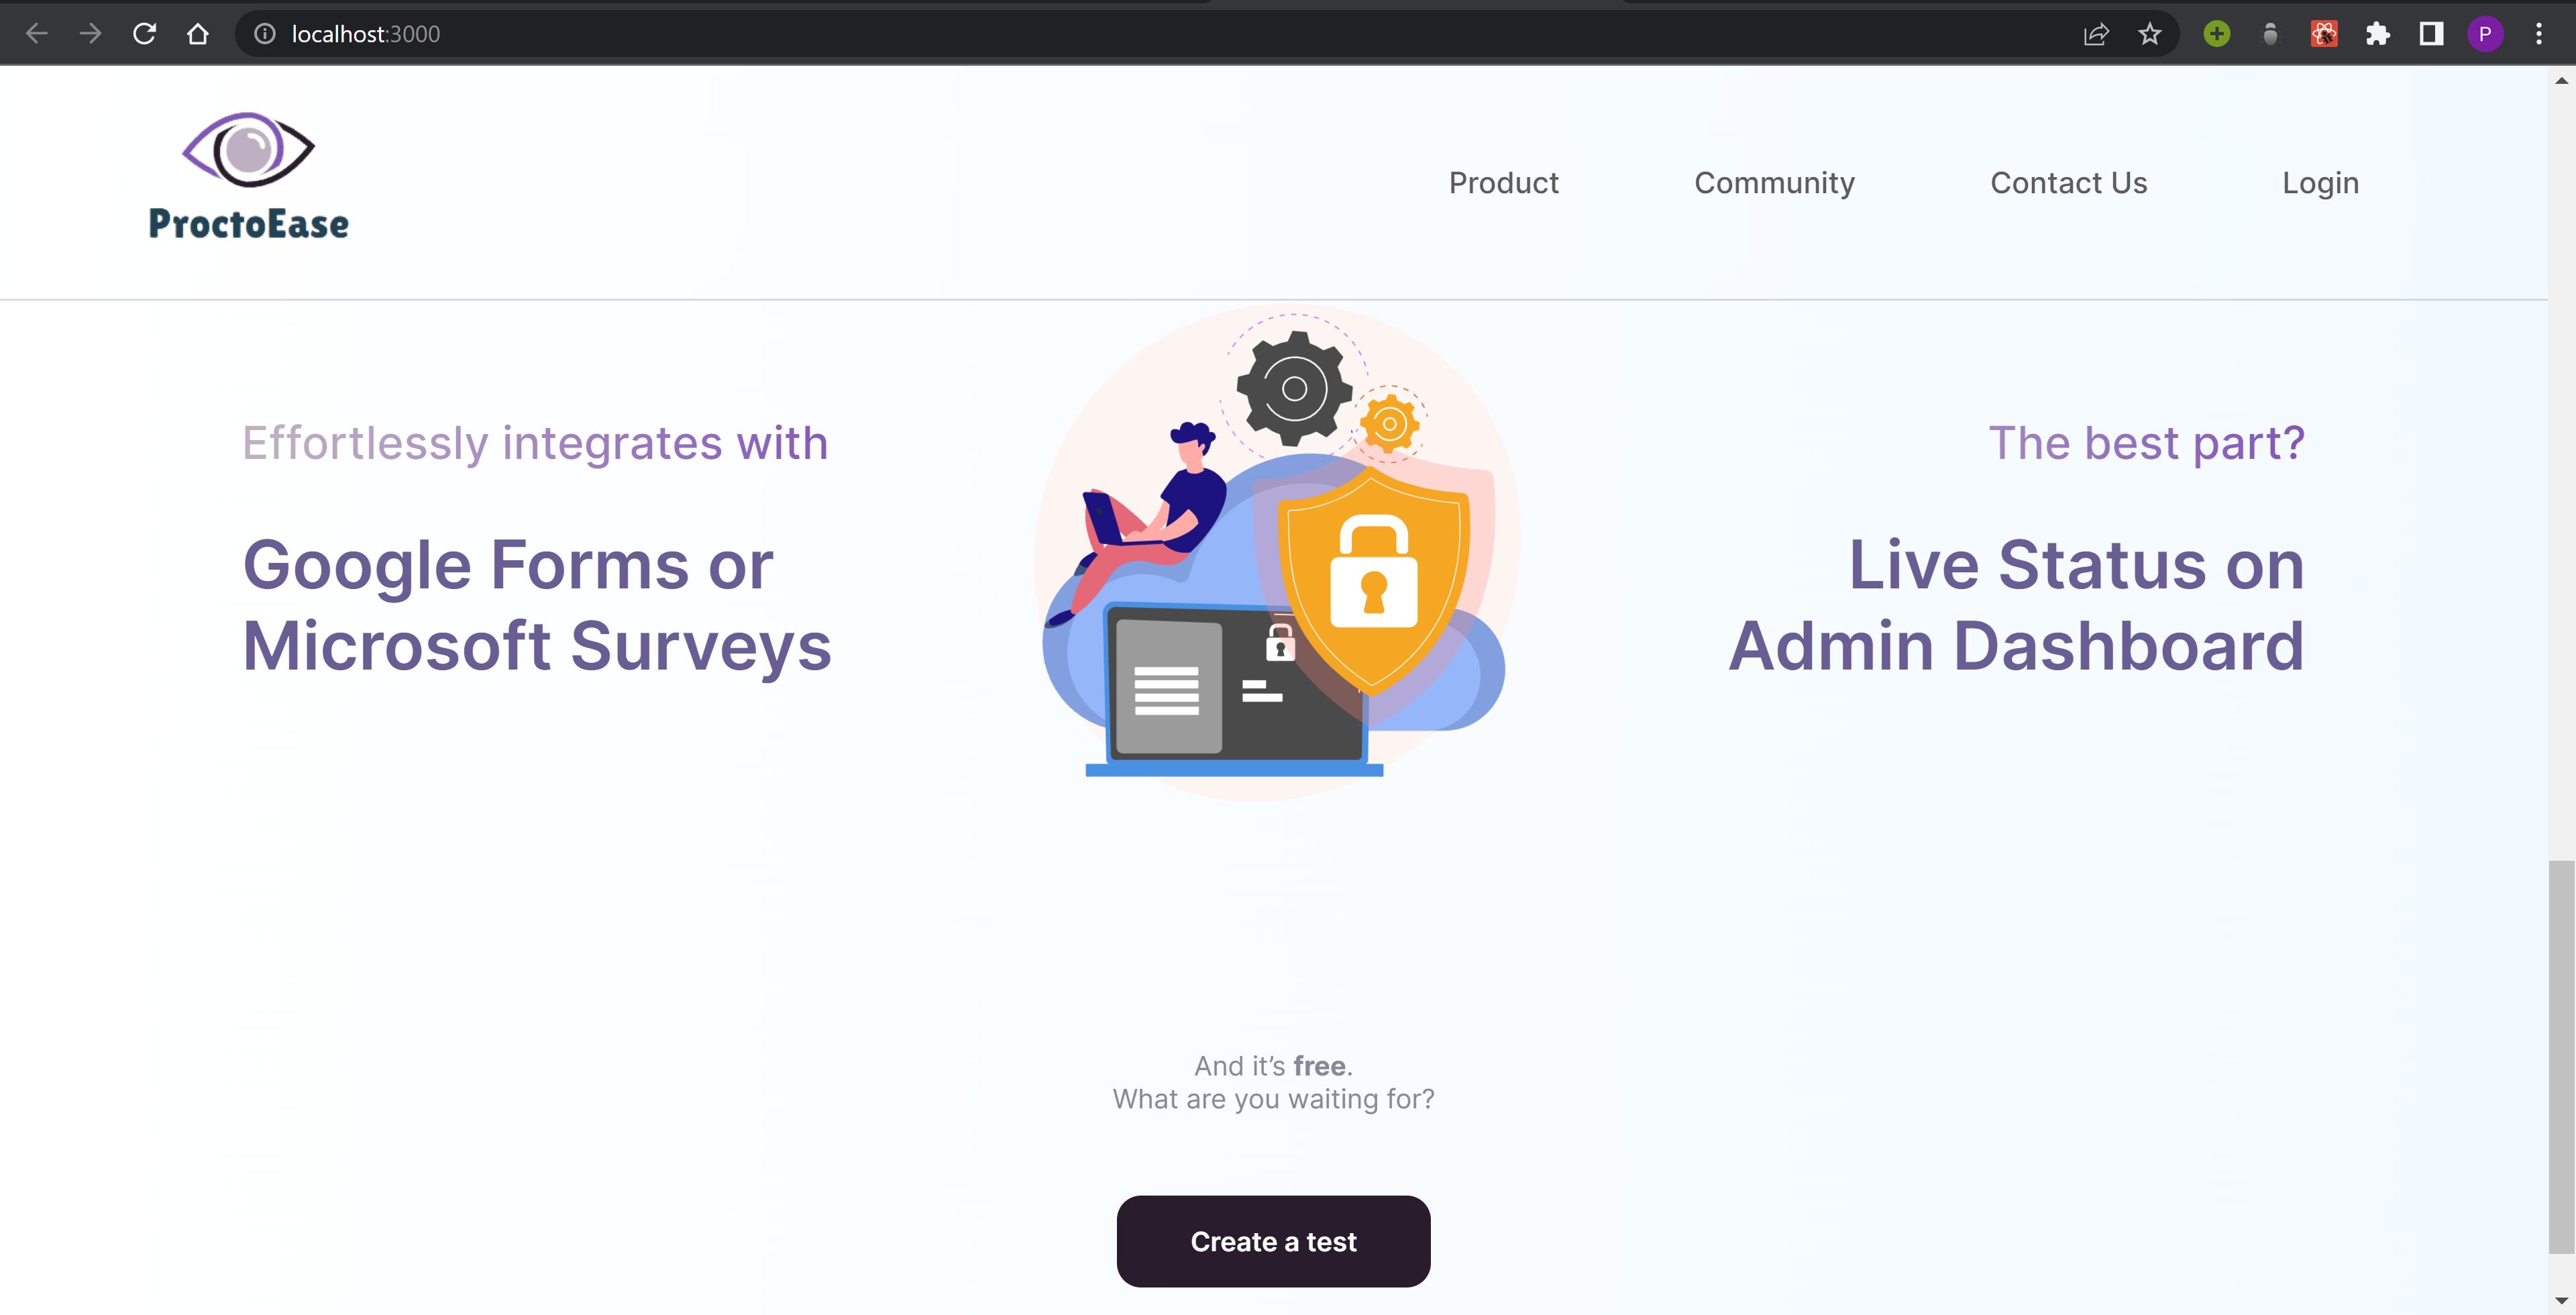 localhost:3000
P
ProctoEase
Product
Community
Contact Us
Login
Effortlessly integrates with
Google Forms or
Microsoft Surveys
The best part?
Live Status on
Admin Dashboard
And it’s free.
What are you waiting for?
Create a test